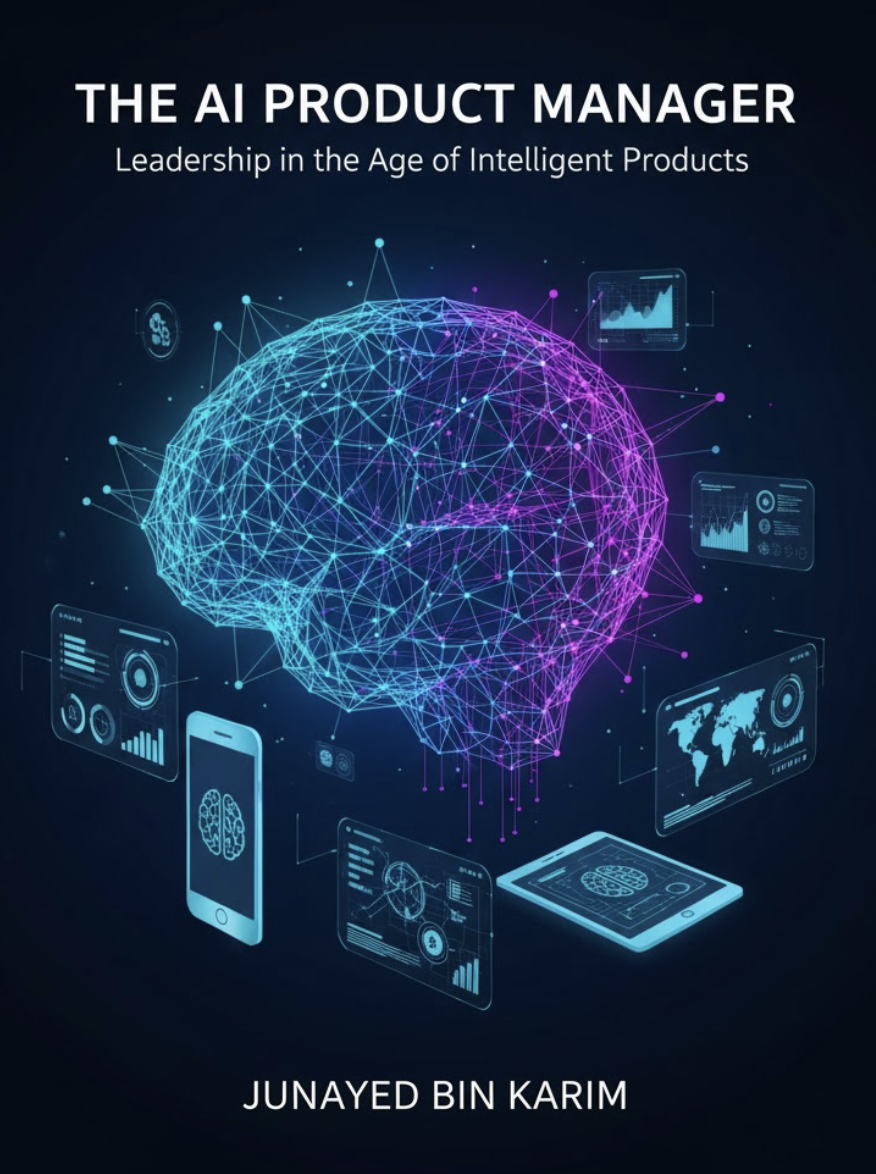 THE AI PRODUCT MANAGER
Leadership in the Age of Intelligent Products
JUNAYED BIN KARIM